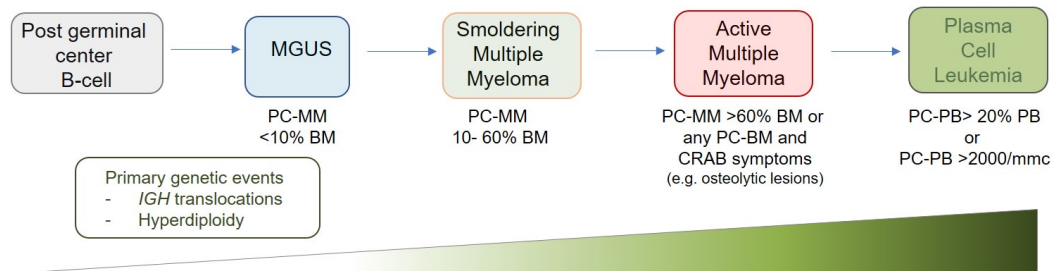 Post germinal
center
B-cell
MGUS
Smoldering
Multiple
Myeloma
Active
Multiple
Myeloma
Plasma
Cell
Leukemia
PC-MM
<10% BM
PC-MM
10- 60% BM
PC-MM >60% BM or
any PC-BM and
CRAB symptoms
(e.g. osteolytic lesions)
PC-PB> 20% PB
or
PC-PB >2000/mmc
Primary genetic events
- IGH translocations
- Hyperdiploidy